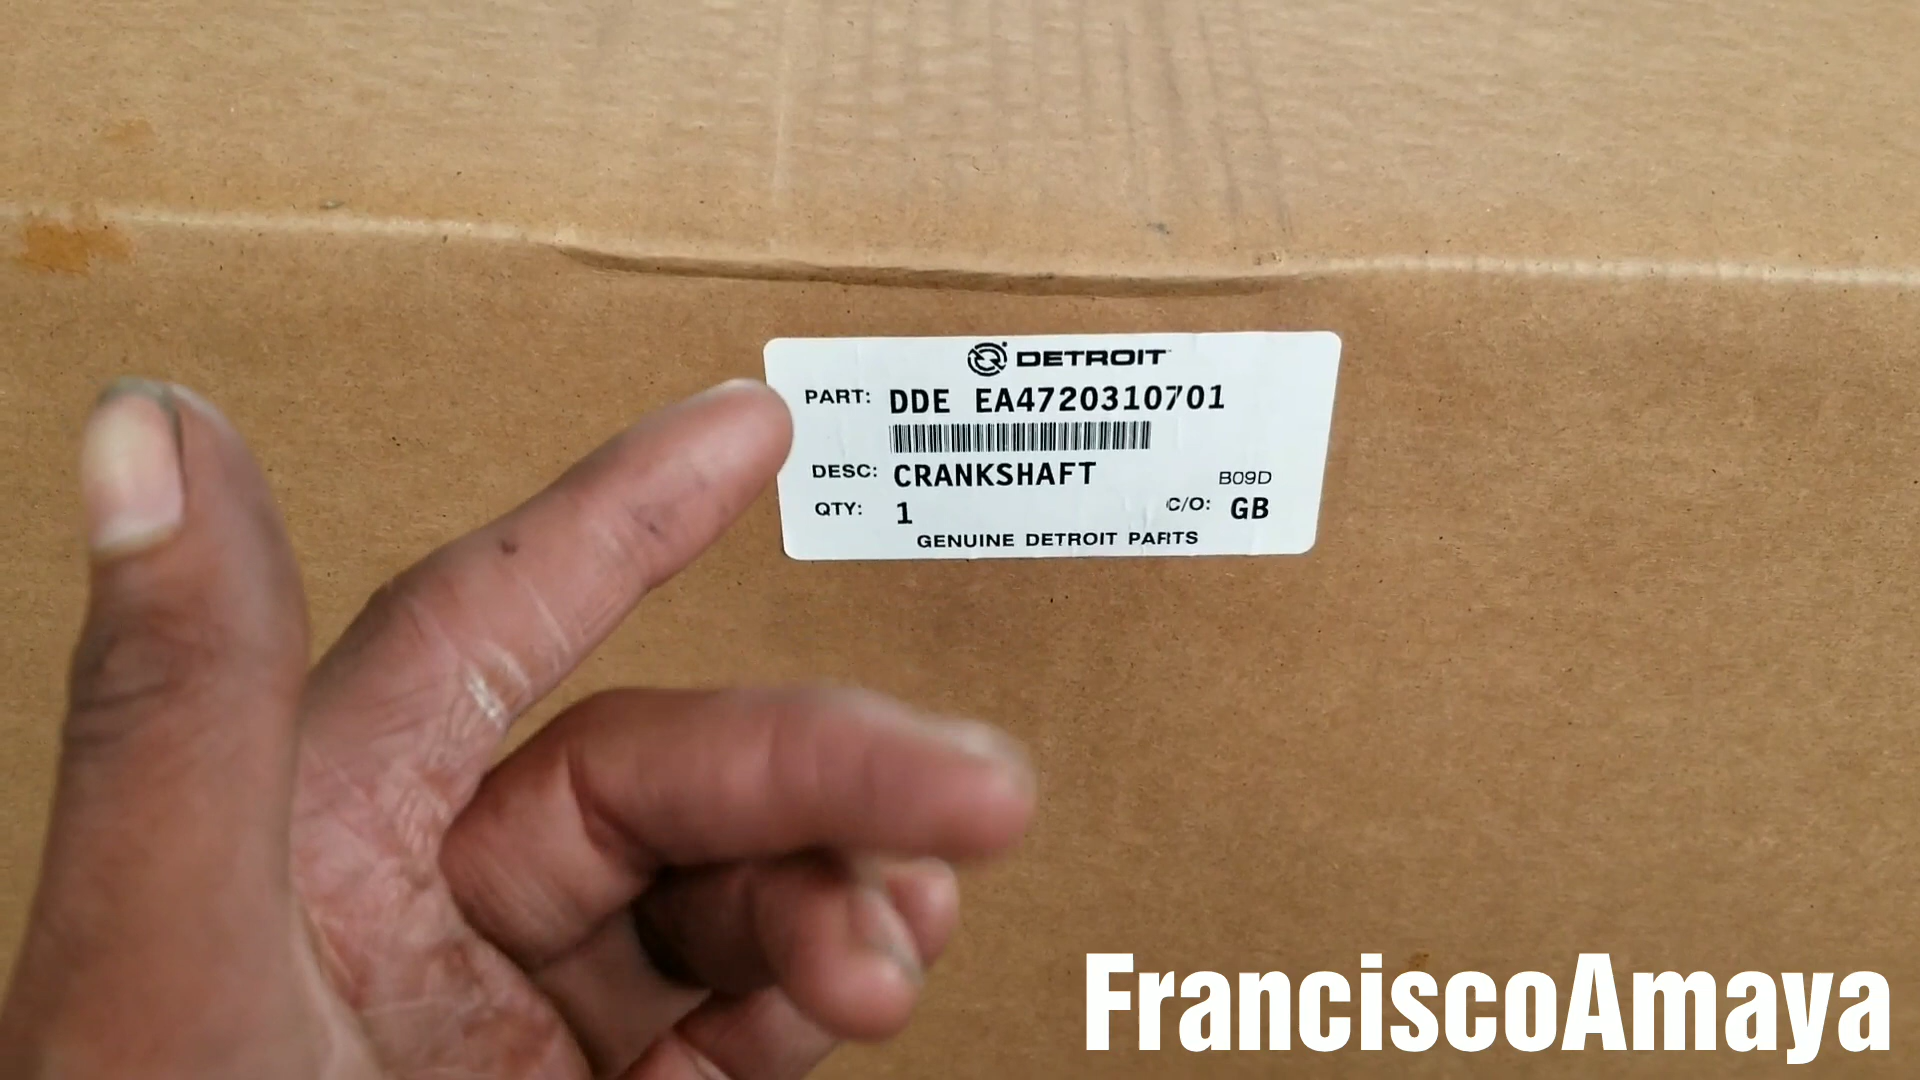 DETROIT
PART: DDE EA4720310701
DESC: CRANKSHAFT
B09D
QTY: 1
C/O: GB
GENUINE DETROIT PARTS
FranciscoAmaya